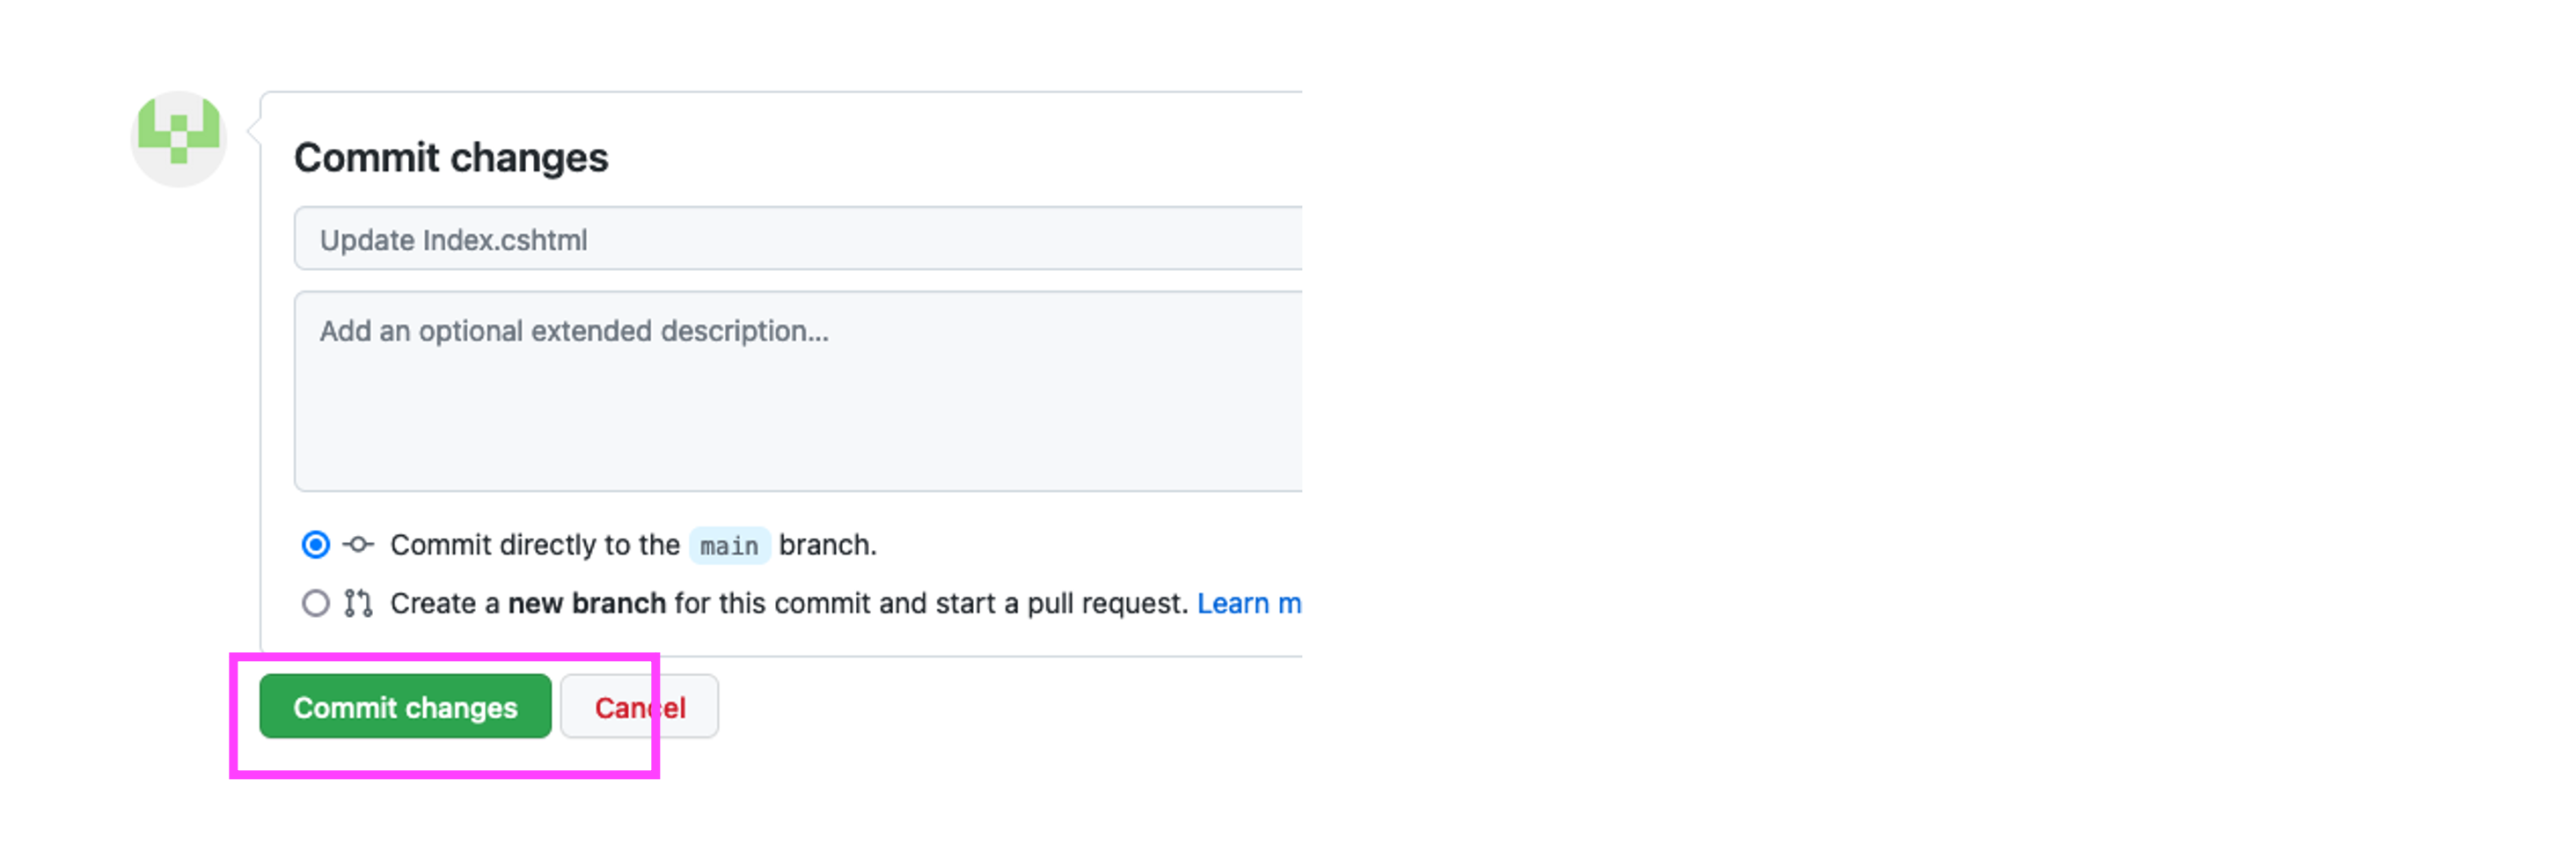 Commit changes
Update Index.cshtml
Add an optional extended description...
Commit directly to the main branch.
Create a new branch for this commit and start a pull request. Learn m
Commit changes Cancel